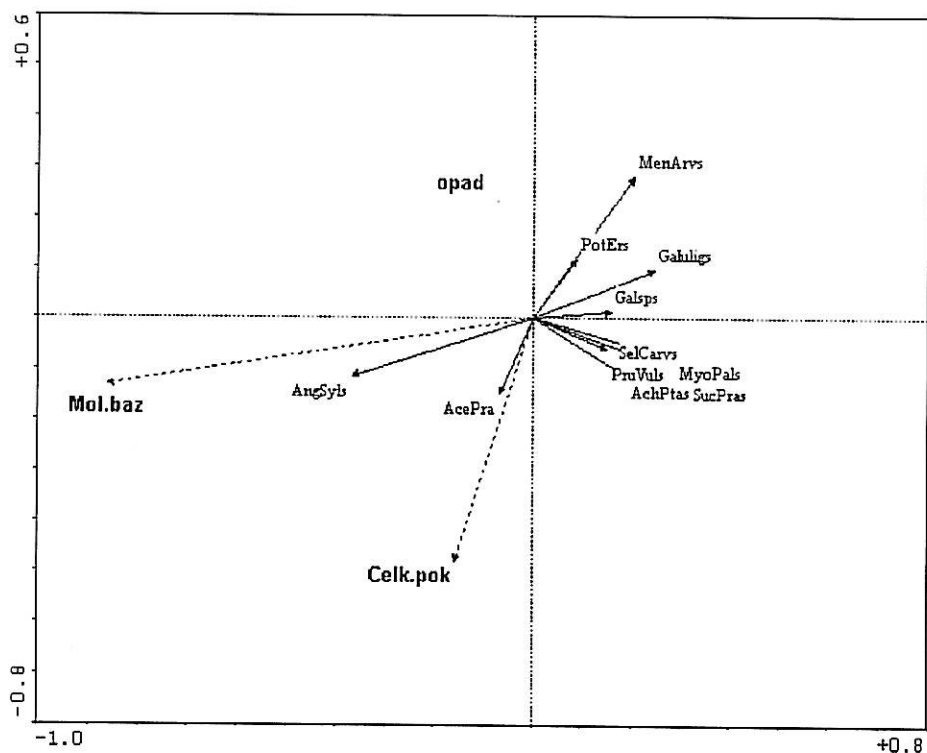 +0.6
MenArvs
opad
PotErs
Galuligs
Galsps
SelCarvs
Mol.baz
AngSyls
AcePra
PruVuls MyoPals
AchPtas SucPras
Celk.pok
-0.8
-1.0
+0.8